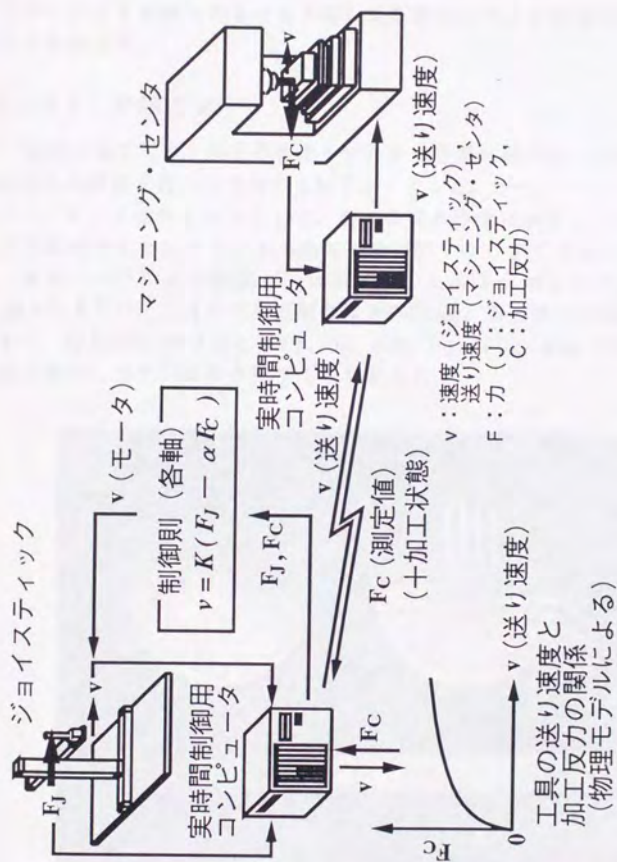 ジョイスティック
FJ
v
v (モータ)
制御則 (各軸)
v = K ( FJ − αFC )
FJ, FC
実時間制御用
コンピュータ
v
FC
FC
0
v (送り速度)
工具の送り速度と
加工反力の関係
(物理モデルによる)
マシニング・センタ
v
FC
実時間制御用
コンピュータ
v (送り速度)
v (送り速度)
FC (測定値)
(+加工状態)
v : 速度 (ジョイスティック)
送り速度 (マシニング・センタ)
F : 力 J : ジョイスティック
C : 加工反力)